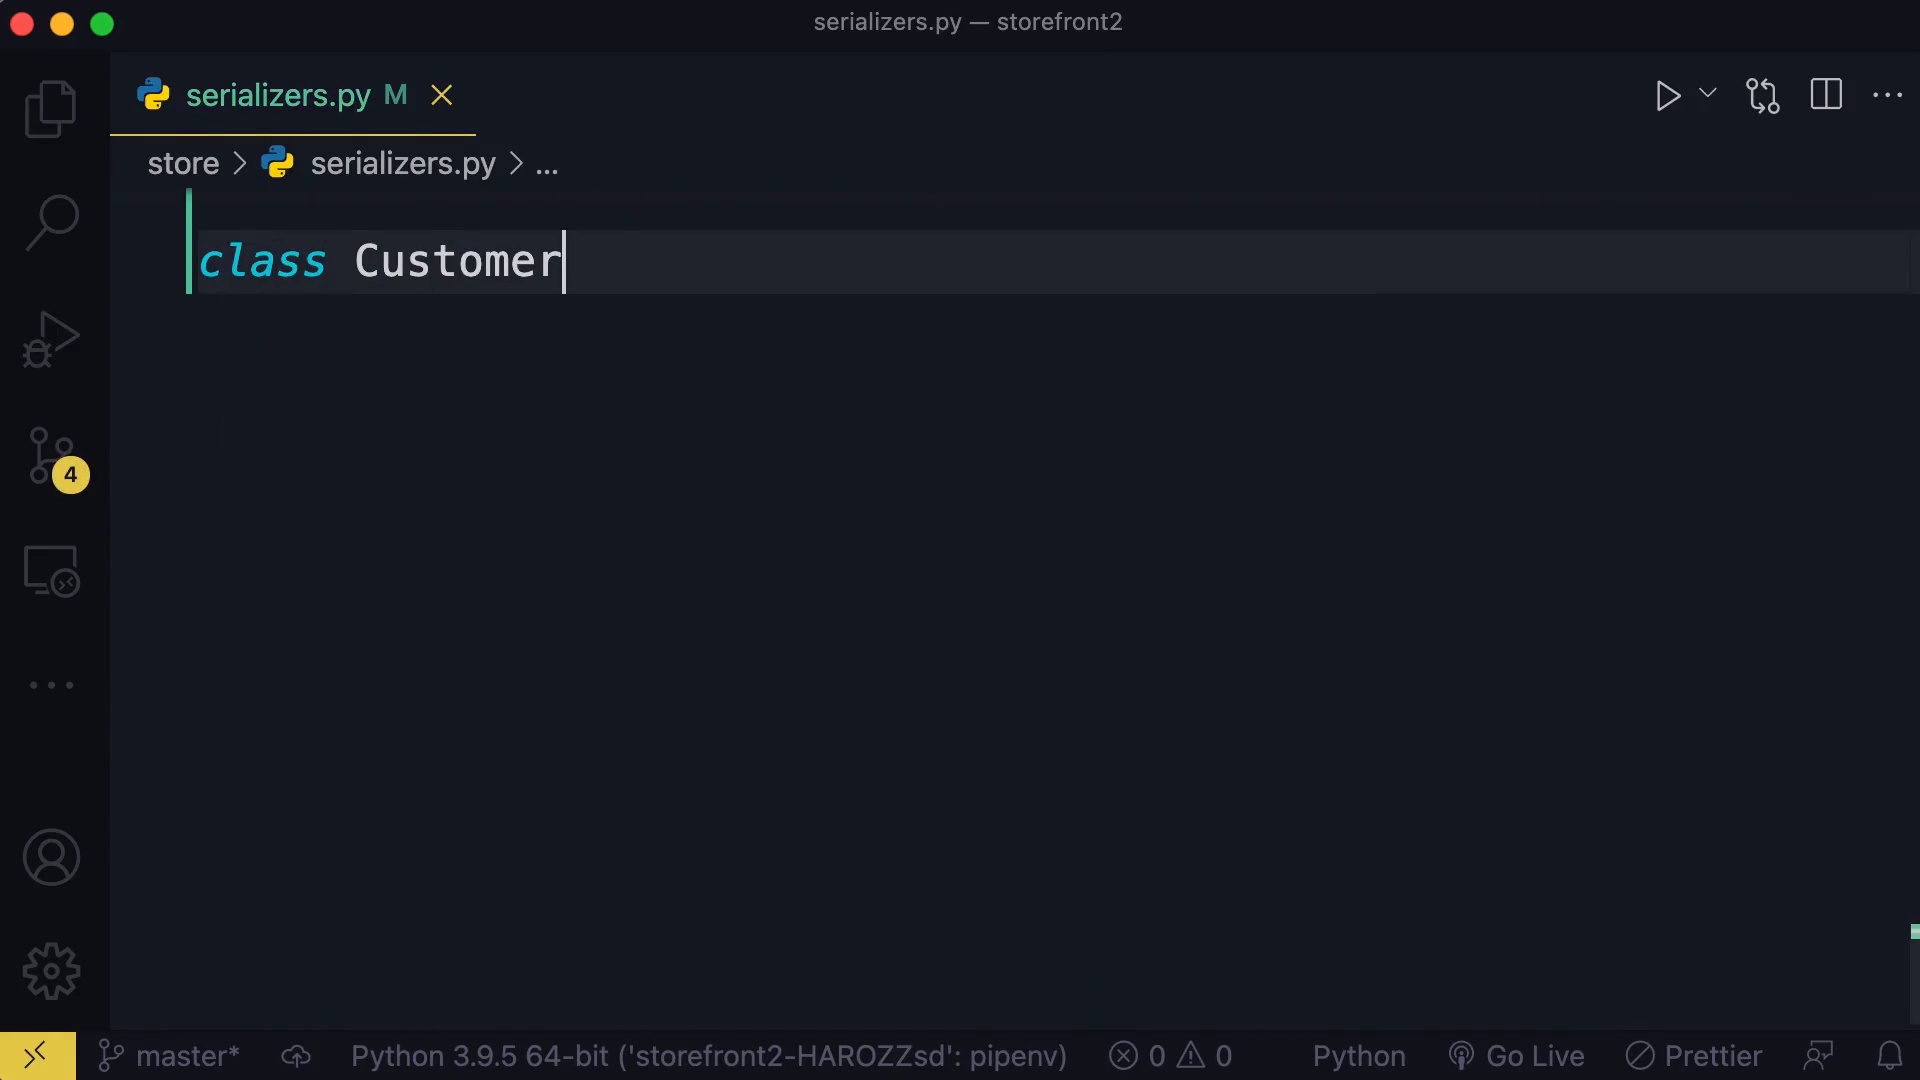 serializers.py — storefront2
serializers.py M
store > serializers.py > ...
class Customer
4
master* Python 3.9.5 64-bit ('storefront2-HAROZZsd': pipenv) 0 0 Python Go Live Prettier